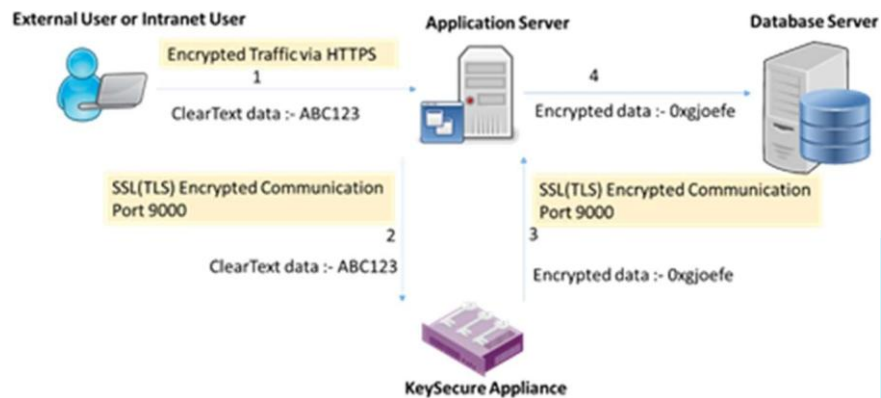 External User or Intranet User
Application Server
Database Server
Encrypted Traffic via HTTPS
1
ClearText data :- ABC123
4
Encrypted data :- 0xgjoefe
SSL(TLS) Encrypted Communication
Port 9000
2
ClearText data :- ABC123
SSL(TLS) Encrypted Communication
Port 9000
3
Encrypted data :- 0xgjoefe
KeySecure Appliance